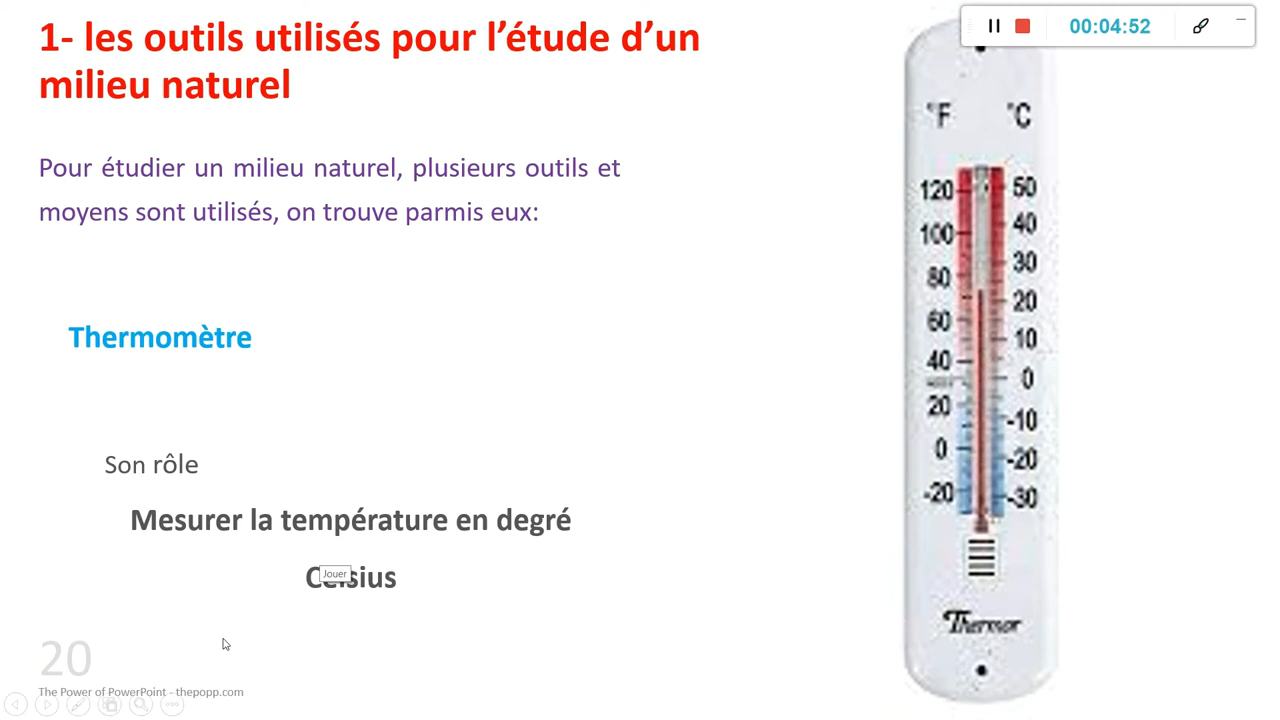 1- les outils utilisés pour l'étude d'un
milieu naturel
00:04:52
Pour étudier un milieu naturel, plusieurs outils et
moyens sont utilisés, on trouve parmis eux:
Thermomètre
Son rôle
Mesurer la température en degré
Celsius
Jouer
20
The Power of PowerPoint - thepopp.com
°F °C
120 50
100 40
80 30
60 20
40 10
0
20 -10
0 -20
-20 -30
Thermor